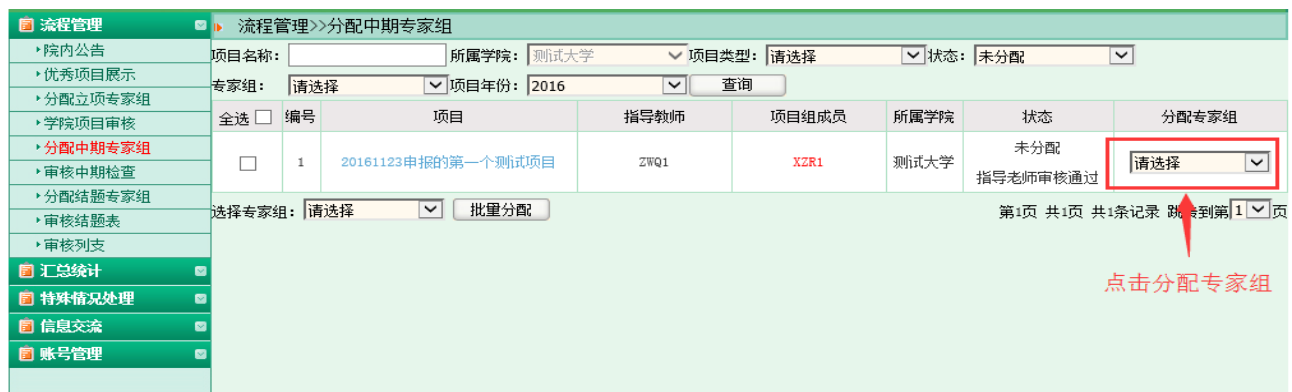 流程管理
院内公告
优秀项目展示
分配立项专家组
学院项目审核
分配中期专家组
审核中期检查
分配结题专家组
审核结题表
审核列支
汇总统计
特殊情况处理
信息交流
账号管理
流程管理>>分配中期专家组
项目名称： 所属学院：测试大学 项目类型：请选择 状态：未分配
专家组：请选择 项目年份：2016 查询
全选 编号 项目 指导教师 项目组成员 所属学院 状态 分配专家组
1 20161123申报的第一个测试项目 ZWQ1 XZR1 测试大学 未分配 请选择
指导老师审核通过
选择专家组：请选择 批量分配 第1页 共1页 共1条记录 跳转到第1页
点击分配专家组